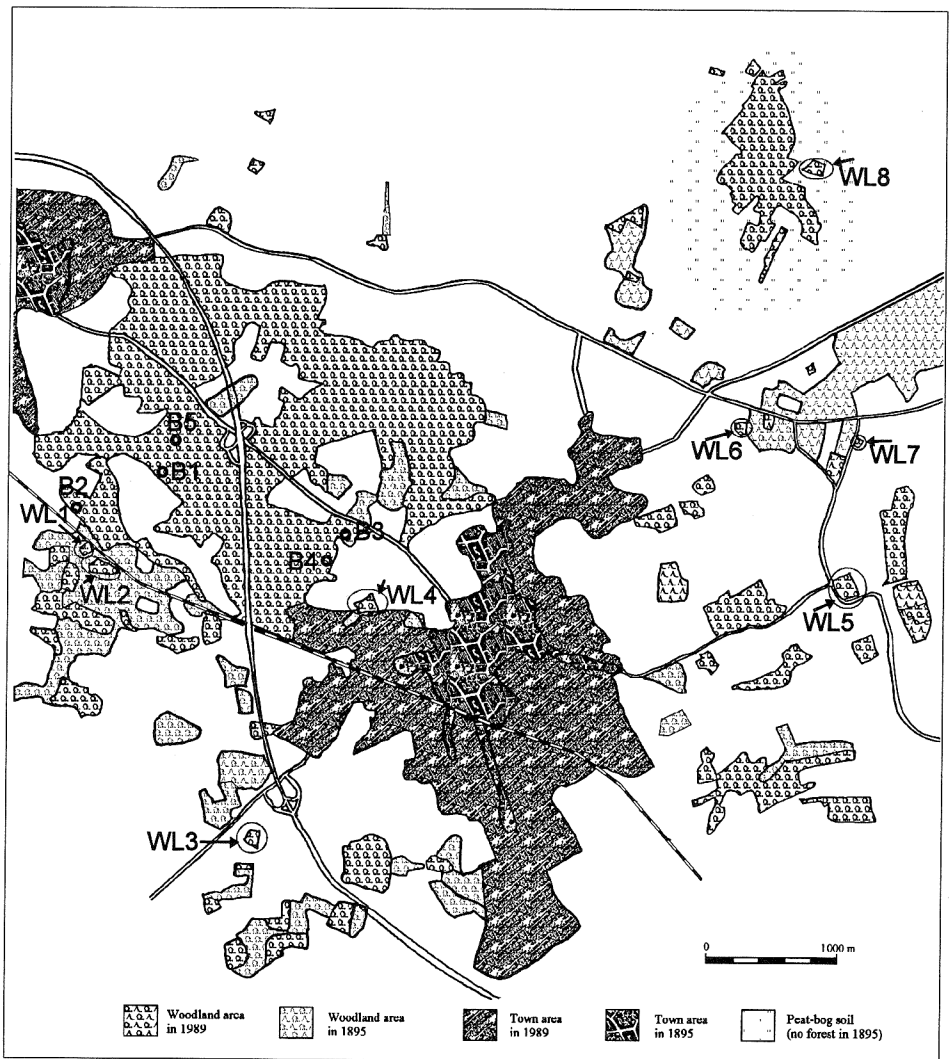 WL8
B5
WL6
WL7
B1
B2
WL1
B3
B4
WL2
WL4
WL5
WL3
0 1000 m
Woodland area
in 1989
Woodland area
in 1895
Town area
in 1989
Town area
in 1895
Peat-bog soil
(no forest in 1895)